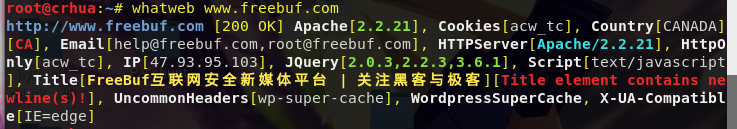 root@crhua:~# whatweb www.freebuf.com
http://www.freebuf.com [200 OK] Apache[2.2.21], Cookies[acw_tc], Country[CANADA]
[CA], Email[help@freebuf.com,root@freebuf.com], HTTPServer[Apache/2.2.21], HttpO
nly[acw_tc], IP[47.93.95.103], JQuery[2.0.3,2.2.3,3.6.1], Script[text/javascript
], Title[FreeBuf互联网安全新媒体平台 | 关注黑客与极客][Title element contains ne
wline(s)!], UncommonHeaders[wp-super-cache], WordpressSuperCache, X-UA-Compatibl
e[IE=edge]